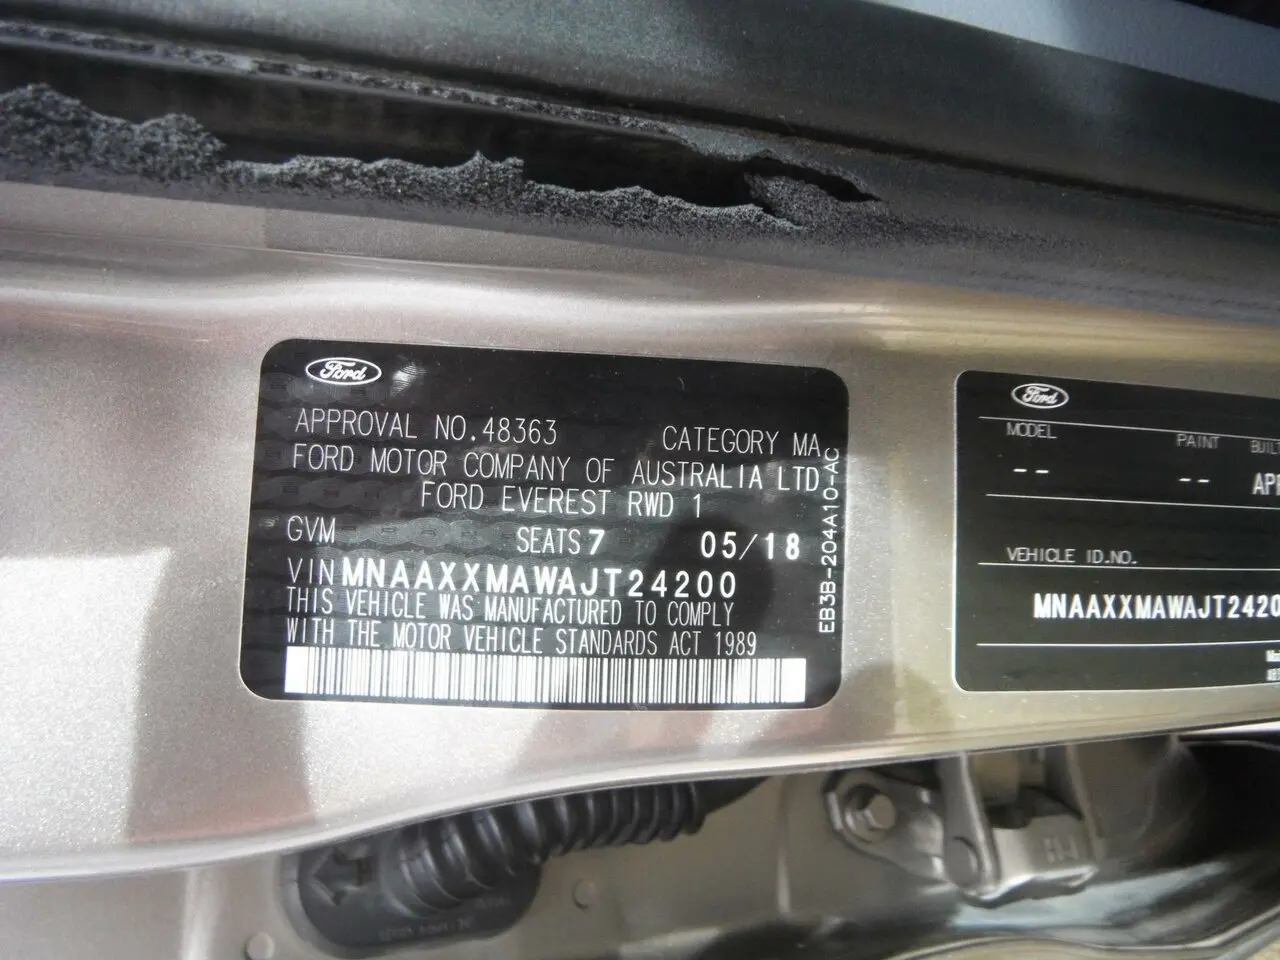 Ford
APPROVAL NO.48363 CATEGORY MA
FORD MOTOR COMPANY OF AUSTRALIA LTD
FORD EVEREST RWD 1
GVM SEATS 7 05/18
VIN MNAAXXMAWAJT24200
THIS VEHICLE WAS MANUFACTURED TO COMPLY
WITH THE MOTOR VEHICLE STANDARDS ACT 1989
EB3B-204A10-AC
Ford
MODEL PAINT
-- --
VEHICLE ID.NO.
MNAAXXMAWAJT2420